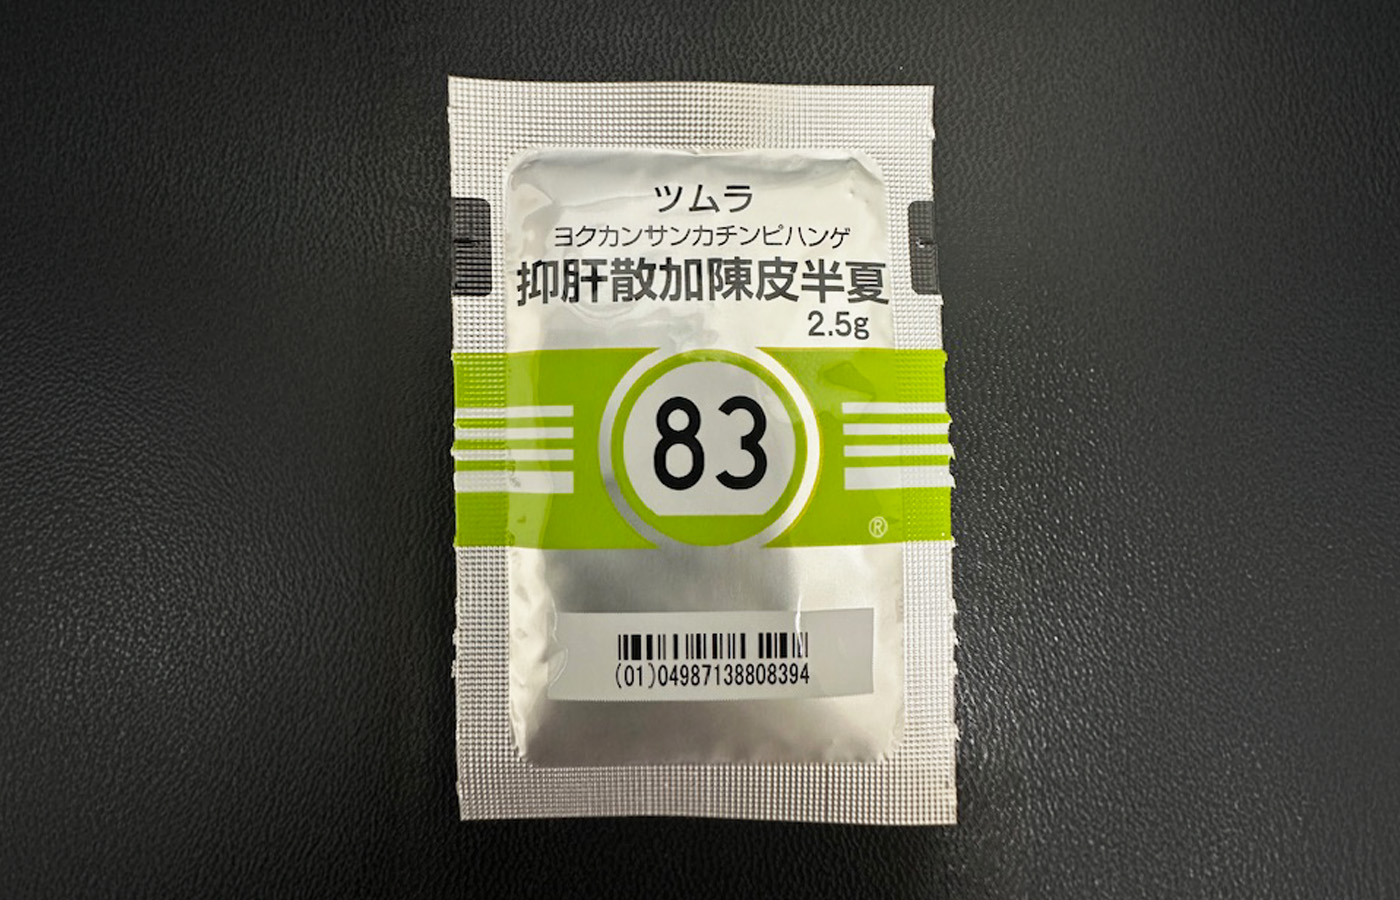 ツムラ
ヨクカンサンカチンピハンゲ
抑肝散加陳皮半夏
2.5g
83
®
(01)04987138808394